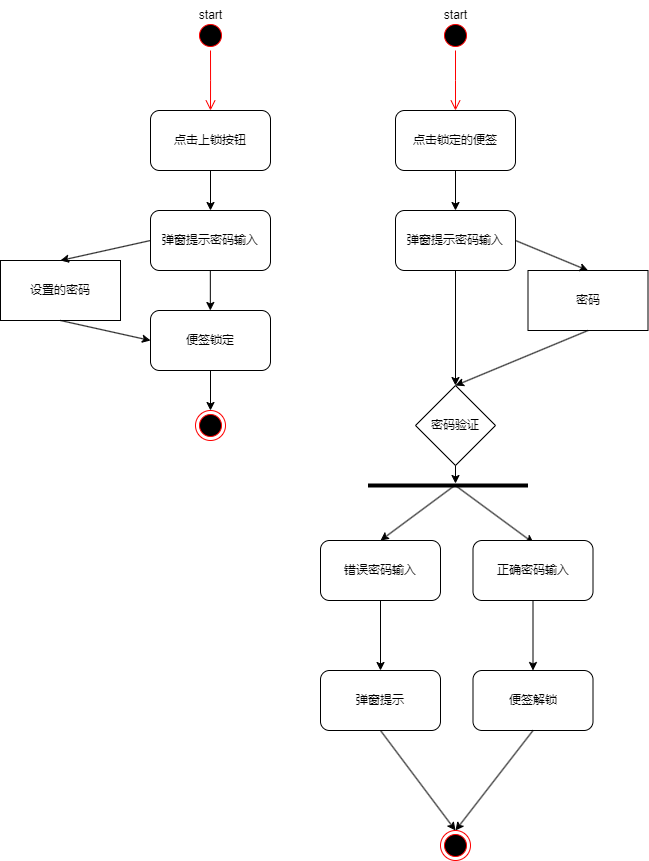 start
点击上锁按钮
弹窗提示密码输入
设置的密码
便签锁定
start
点击锁定的便签
弹窗提示密码输入
密码
密码验证
错误密码输入
正确密码输入
弹窗提示
便签解锁